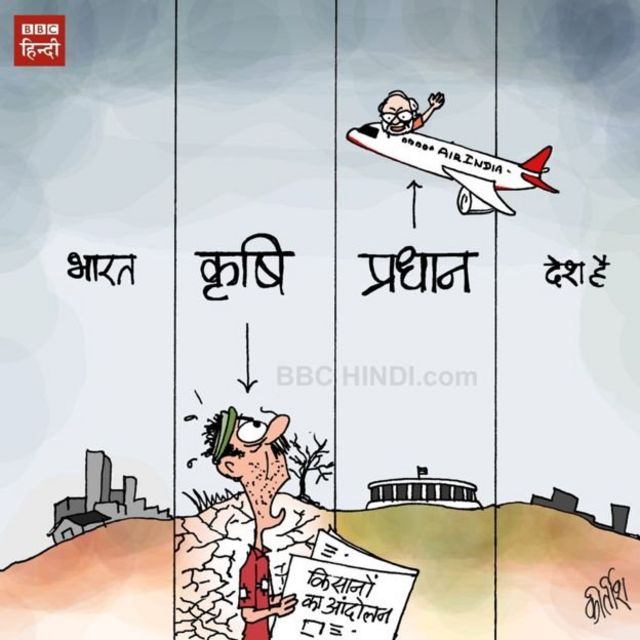 BBC
हिन्दी
AIR INDIA
भारत कृषि प्रधान देश है
BBC HINDI.com
किसानों
का आंदोलन
कीर्तीश